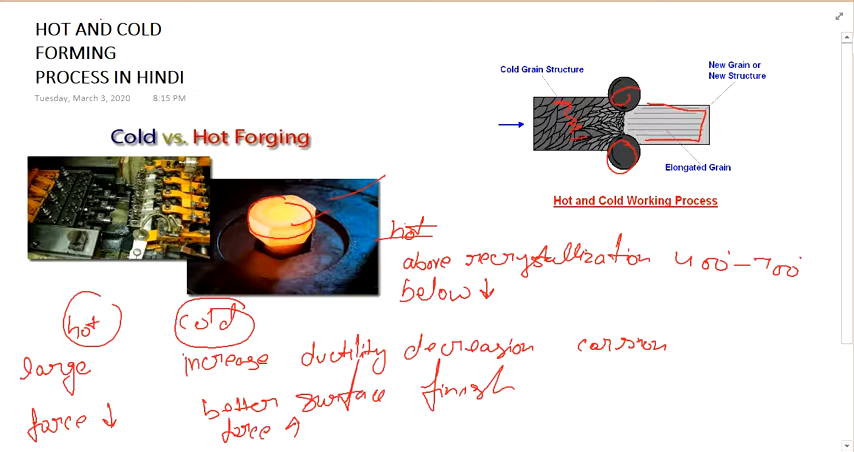 HOT AND COLD
FORMING
PROCESS IN HINDI
Tuesday, March 3, 2020 8:15 PM
Cold vs. Hot Forging
Cold Grain Structure
New Grain or
New Structure
Elongated Grain
Hot and Cold Working Process
hot
above recrystallization 400° - 700°
below ↓
hot cold
large increase ductility decreasion corrsion
better surface finish
force ↓ force ↑